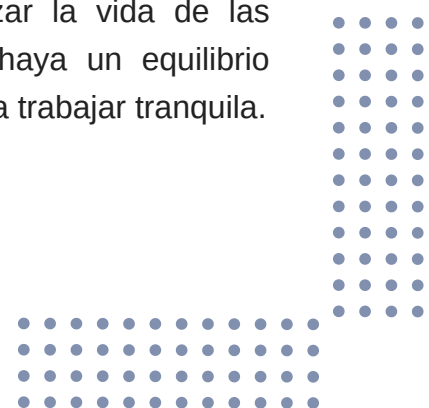 zar la vida de las
haya un equilibrio
a trabajar tranquila.